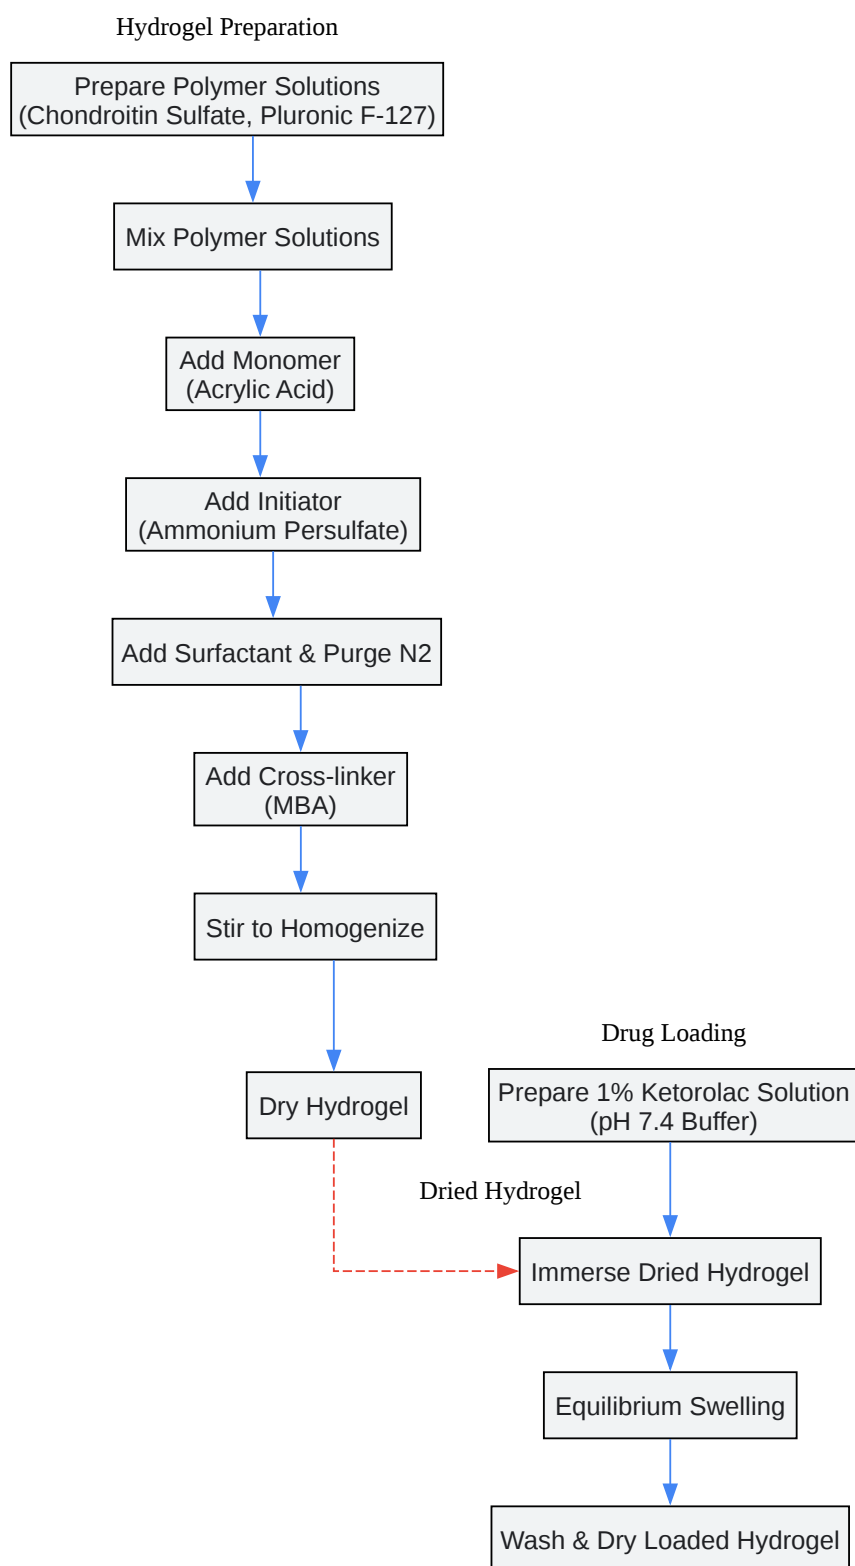 Hydrogel Preparation
Prepare Polymer Solutions
(Chondroitin Sulfate, Pluronic F-127)
Mix Polymer Solutions
Add Monomer
(Acrylic Acid)
Add Initiator
(Ammonium Persulfate)
Add Surfactant & Purge N2
Add Cross-linker
(MBA)
Stir to Homogenize
Dry Hydrogel
Drug Loading
Prepare 1% Ketorolac Solution
(pH 7.4 Buffer)
Dried Hydrogel
Immerse Dried Hydrogel
Equilibrium Swelling
Wash & Dry Loaded Hydrogel